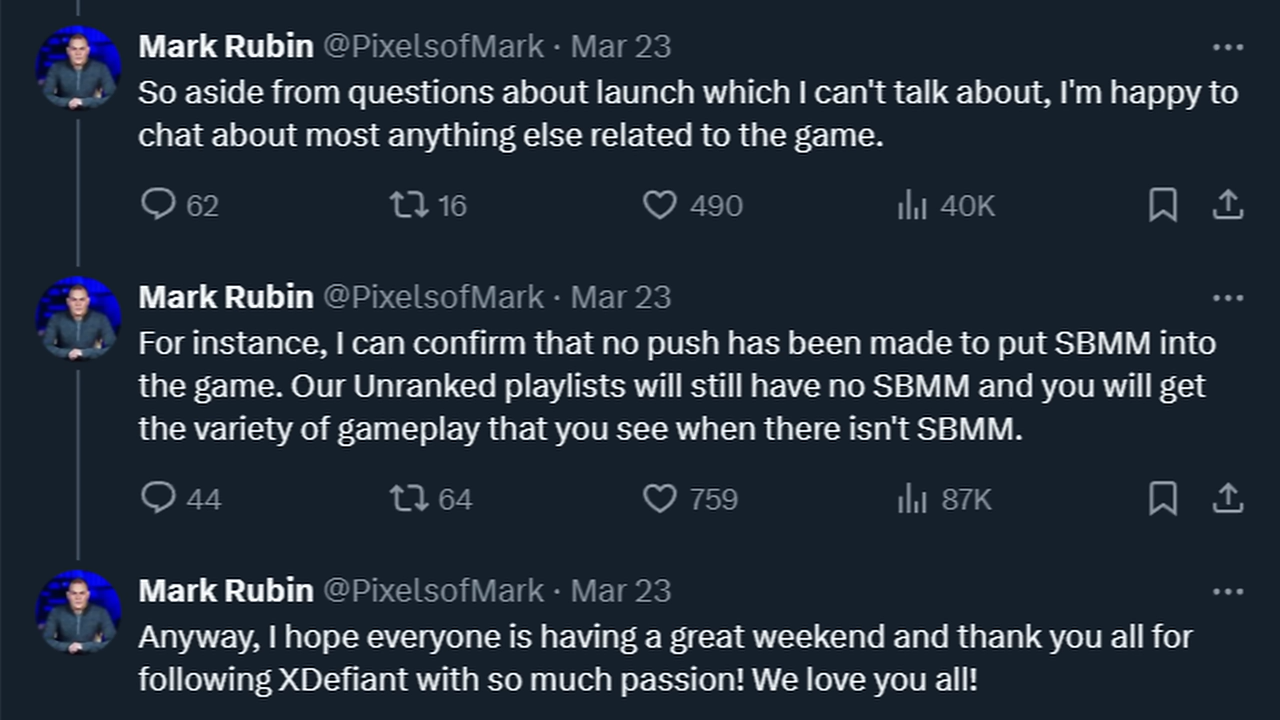 Mark Rubin @PixelsofMark · Mar 23
So aside from questions about launch which I can't talk about, I'm happy to
chat about most anything else related to the game.
62 16 490 40K
Mark Rubin @PixelsofMark · Mar 23
For instance, I can confirm that no push has been made to put SBMM into
the game. Our Unranked playlists will still have no SBMM and you will get
the variety of gameplay that you see when there isn't SBMM.
44 64 759 87K
Mark Rubin @PixelsofMark · Mar 23
Anyway, I hope everyone is having a great weekend and thank you all for
following XDefiant with so much passion! We love you all!